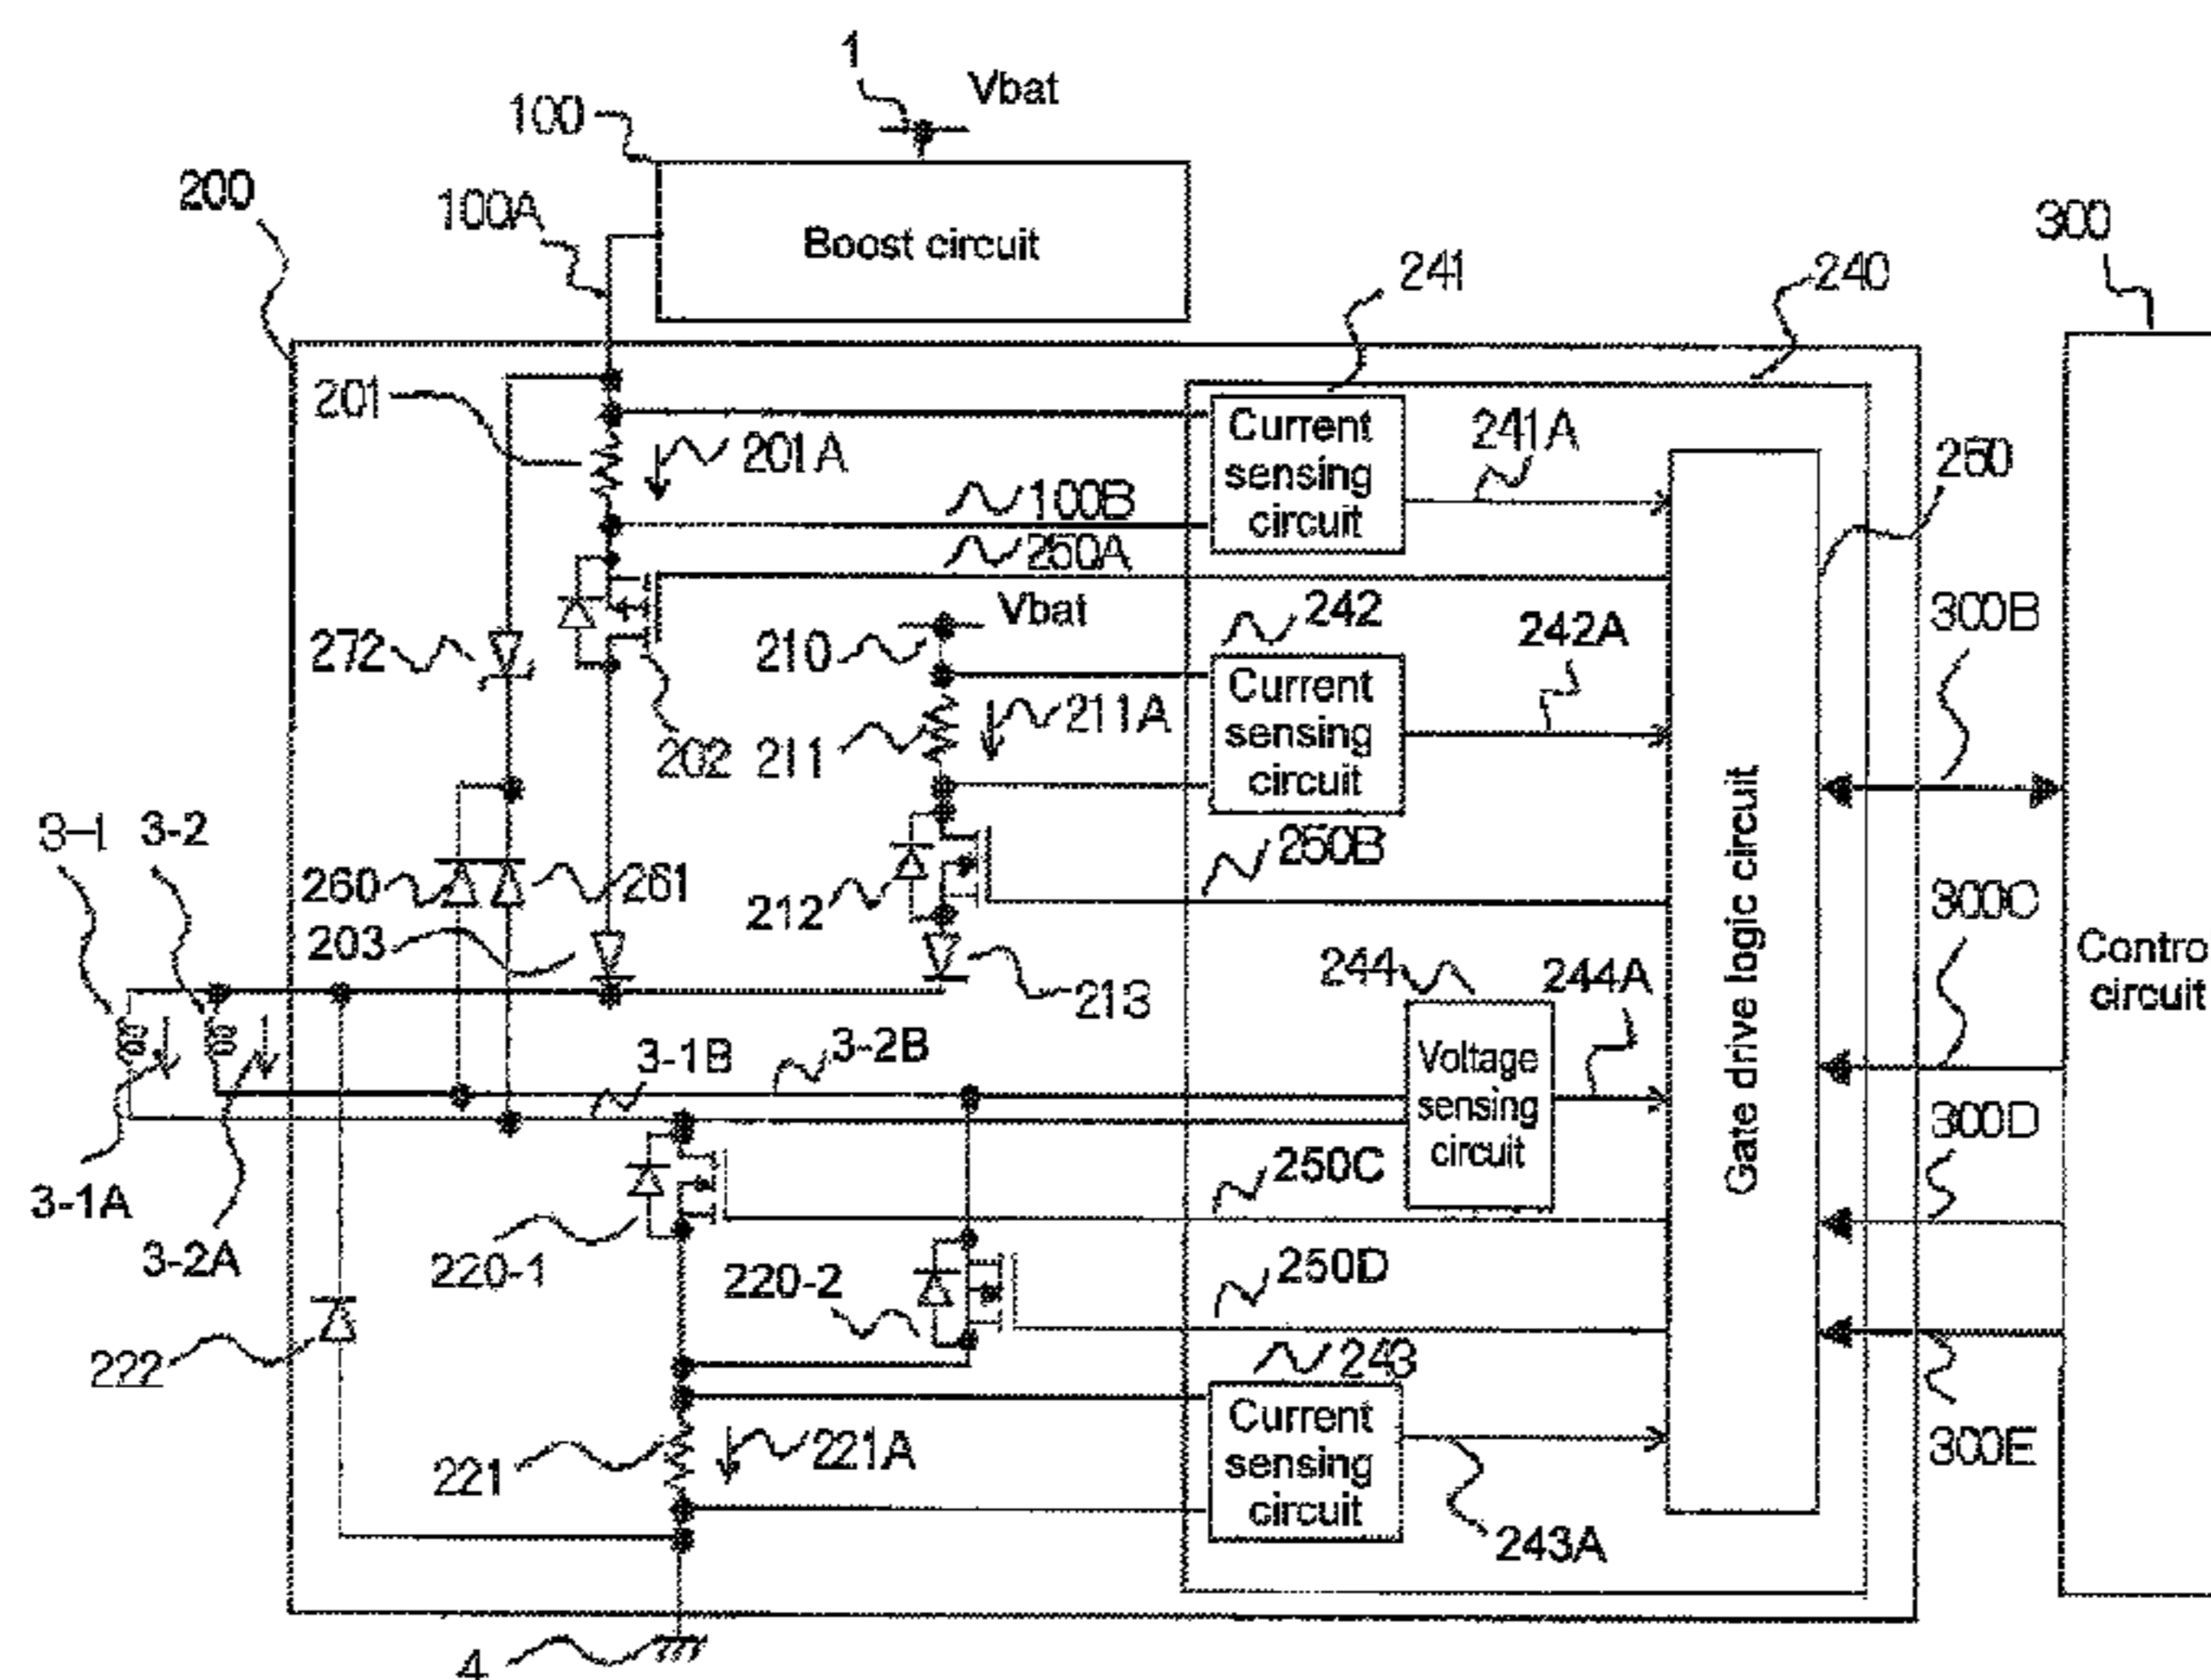 1
Vbat
100
200
100A
Boost circuit
300
241
240
201
201A
Current
sensing
circuit
241A
250
100B
250A
Vbat
242
242A
300B
272
210
202
211
211A
Current
sensing
circuit
3-1
3-2
260
261
212
250B
300C
203
213
244
244A
Gate drive logic circuit
Contro
circuit
3-1B
3-2B
Voltage
sensing
circuit
300D
3-1A
3-2A
220-1
250C
220-2
250D
222
243
Current
sensing
circuit
221
221A
300E
243A
4